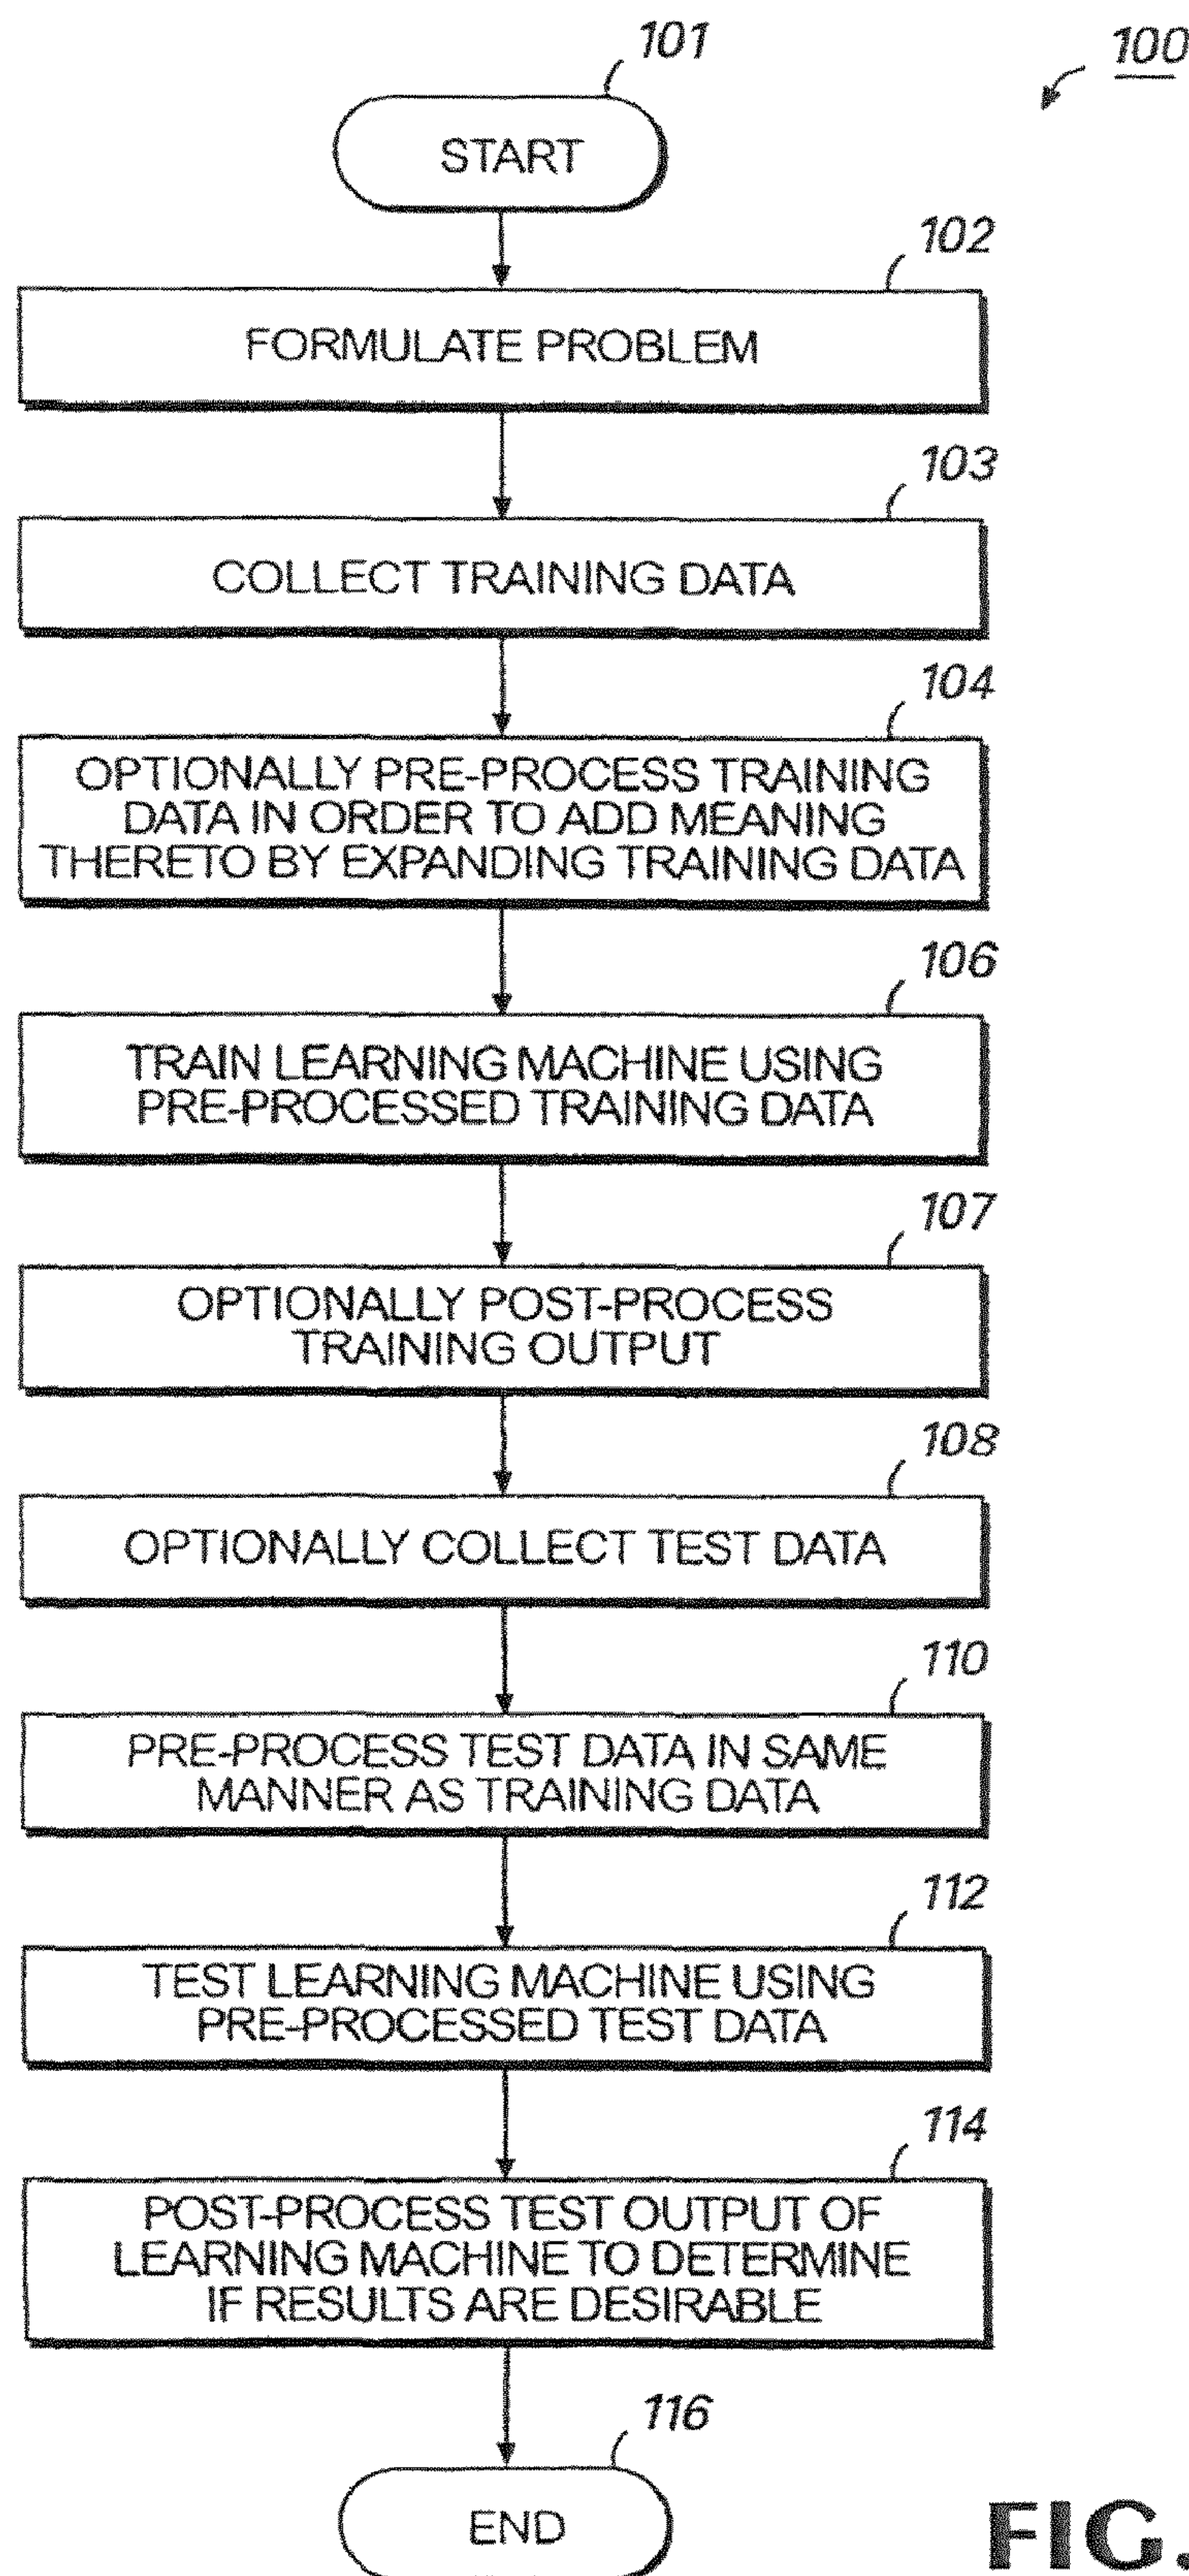 101
100
START
102
FORMULATE PROBLEM
103
COLLECT TRAINING DATA
104
OPTIONALLY PRE-PROCESS TRAINING
DATA IN ORDER TO ADD MEANING
THERETO BY EXPANDING TRAINING DATA
106
TRAIN LEARNING MACHINE USING
PRE-PROCESSED TRAINING DATA
107
OPTIONALLY POST-PROCESS
TRAINING OUTPUT
108
OPTIONALLY COLLECT TEST DATA
110
PRE-PROCESS TEST DATA IN SAME
MANNER AS TRAINING DATA
112
TEST LEARNING MACHINE USING
PRE-PROCESSED TEST DATA
114
POST-PROCESS TEST OUTPUT OF
LEARNING MACHINE TO DETERMINE
IF RESULTS ARE DESIRABLE
116
END
FIG.